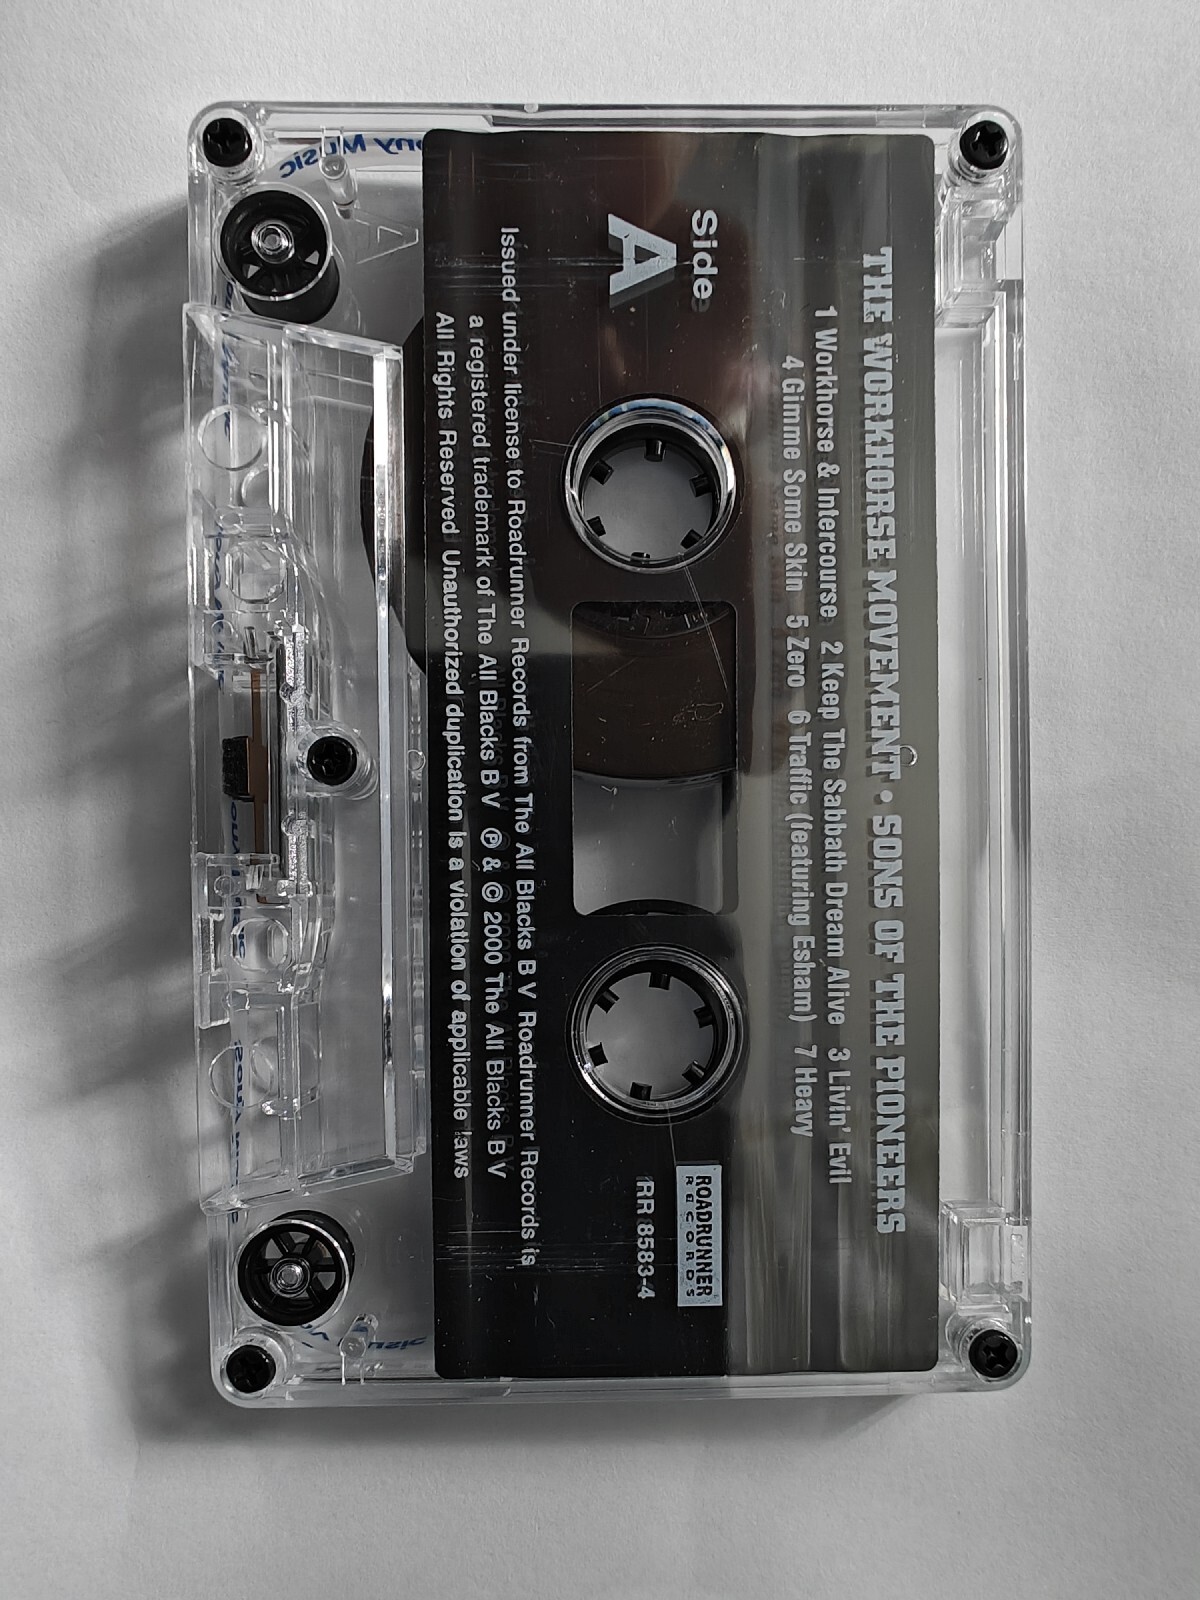 THE WORKHORSE MOVEMENT • SONS OF THE PIONEERS
1 Workhorse & Intercourse 2 Keep The Sabbath Dream Alive 3 Livin' Evil
4 Gimme Some Skin 5 Zero 6 Traffic (featuring Esham) 7 Heavy
Side
A
ROADRUNNER
RECORDS
RR 8583-4
Issued under license to Roadrunner Records from The All Blacks B V Roadrunner Records is
a registered trademark of The All Blacks B V ℗ & © 2000 The All Blacks B V
All Rights Reserved Unauthorized duplication is a violation of applicable laws
A
Music
Music